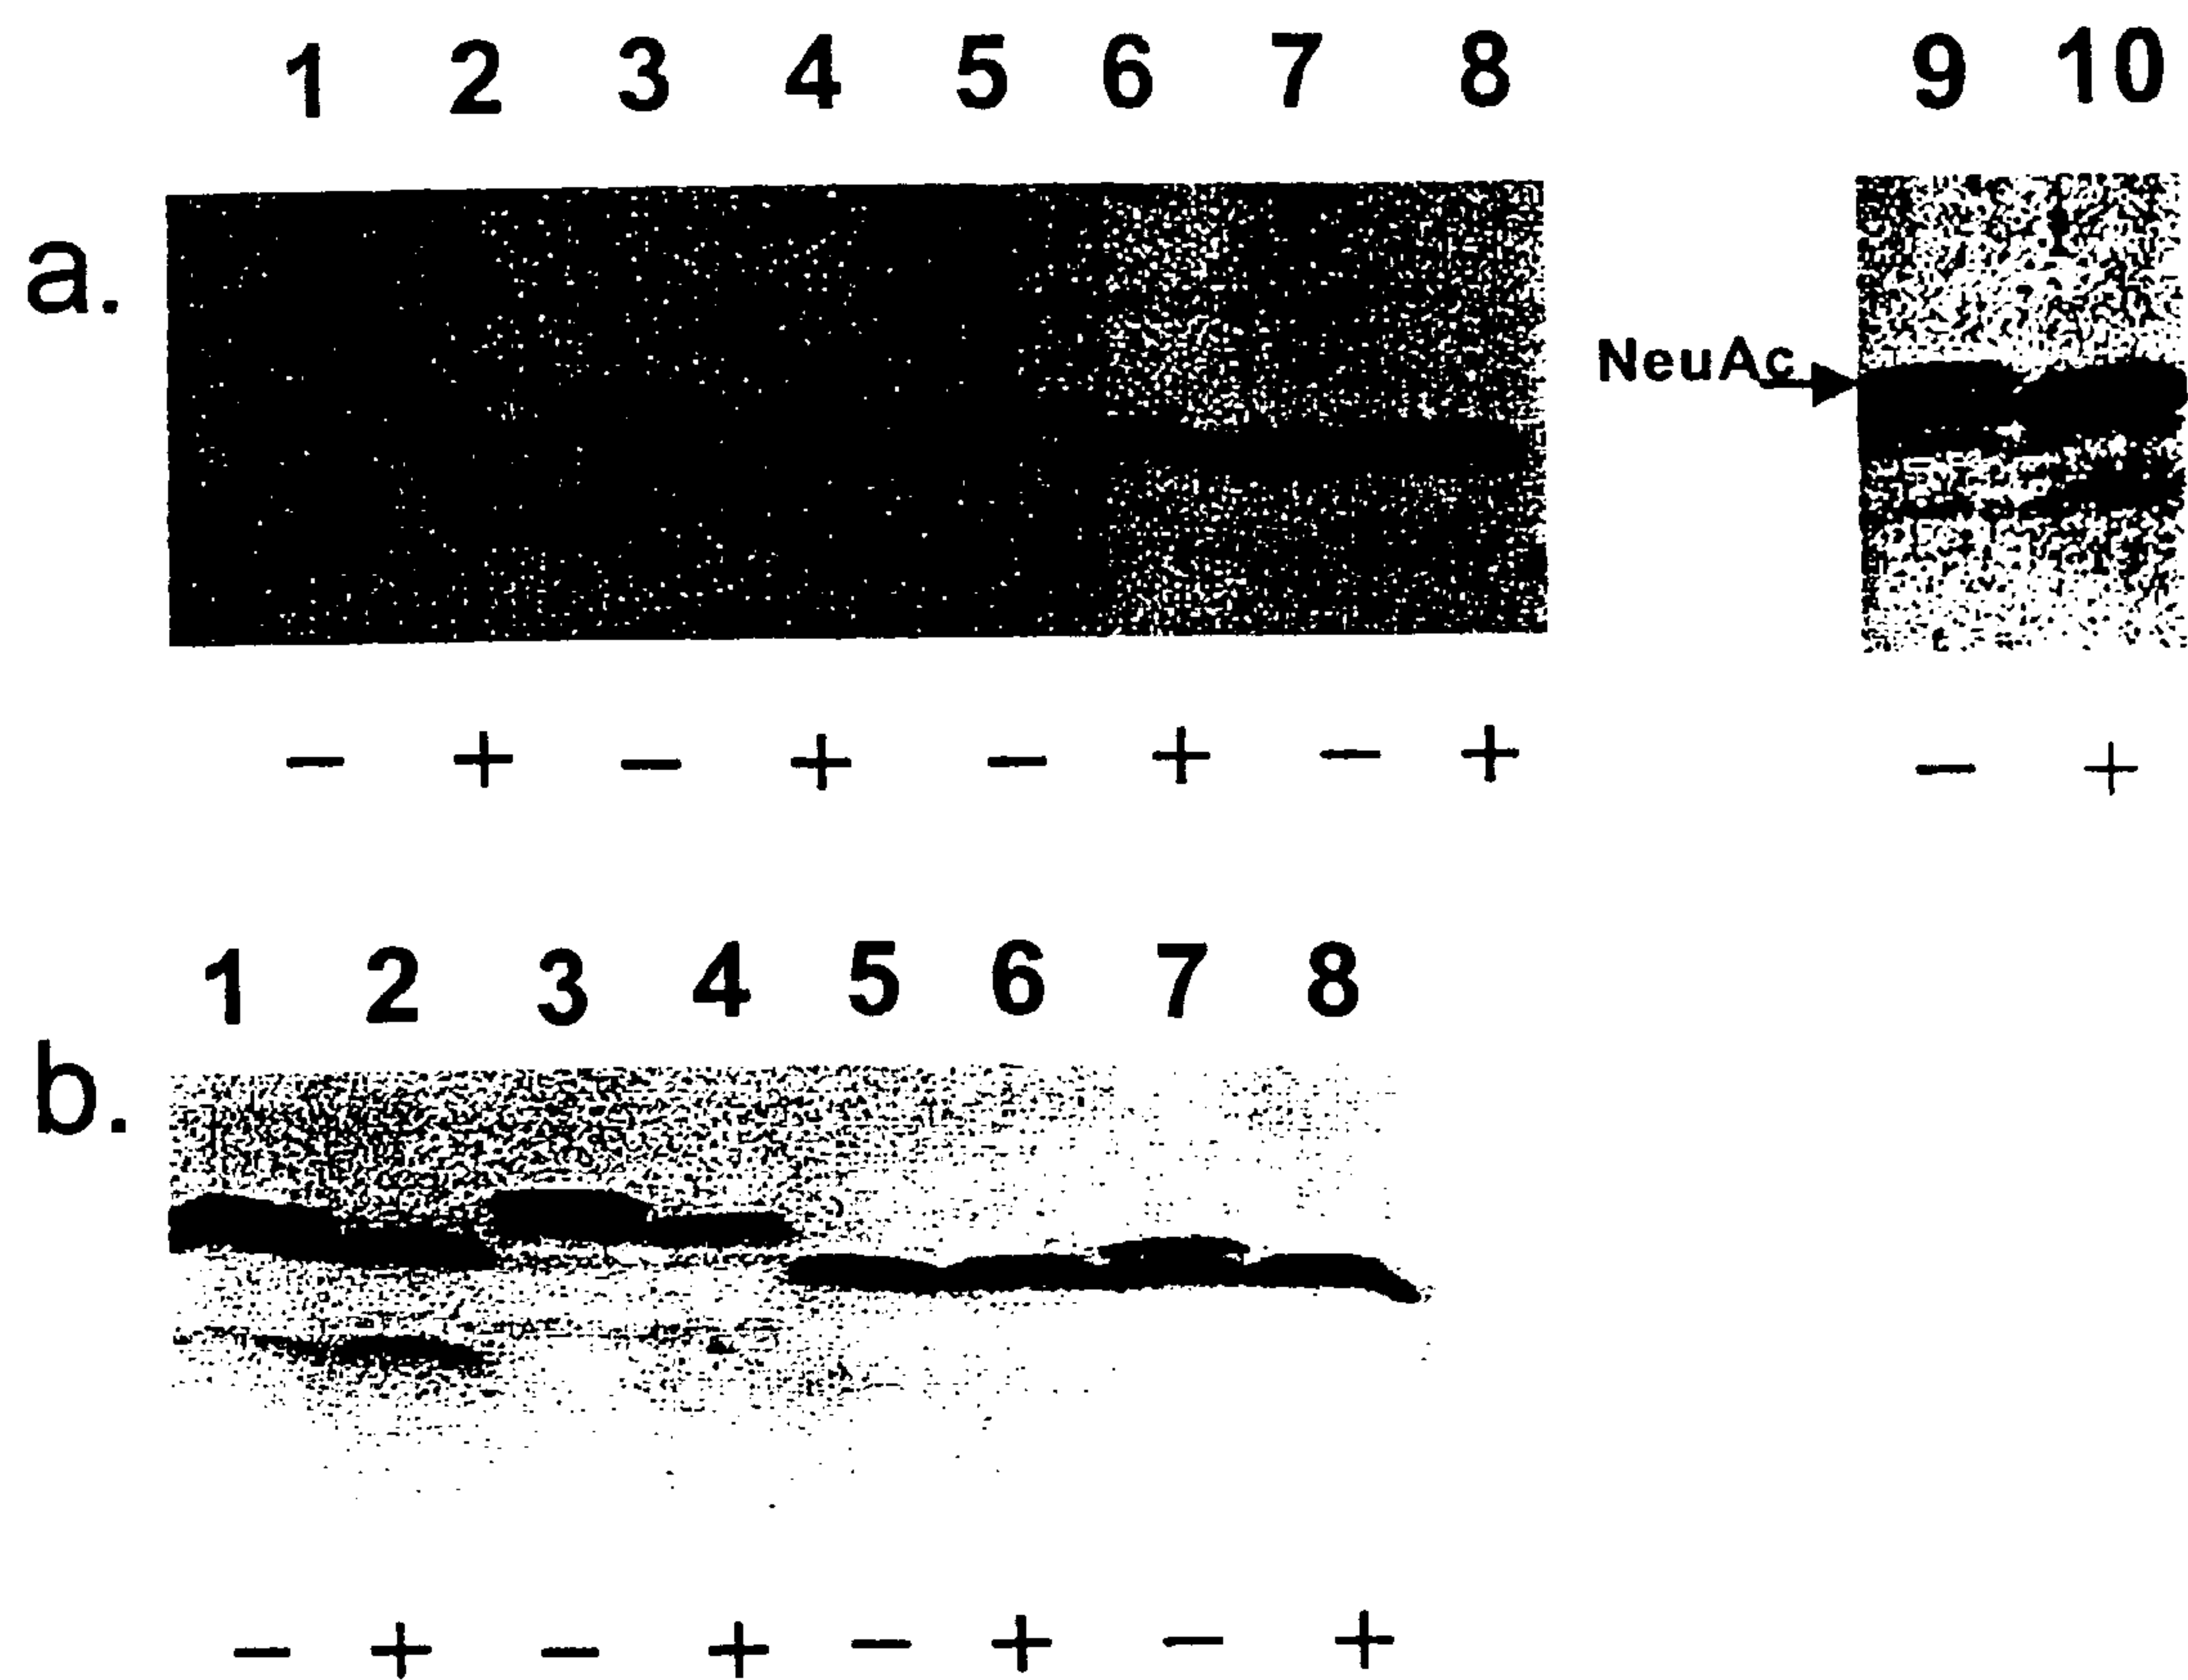 1 2 3 4 5 6 7 8 9 10
a.
NeuAc
− + − + − + − + − +
1 2 3 4 5 6 7 8
b.
− + − + − + − +